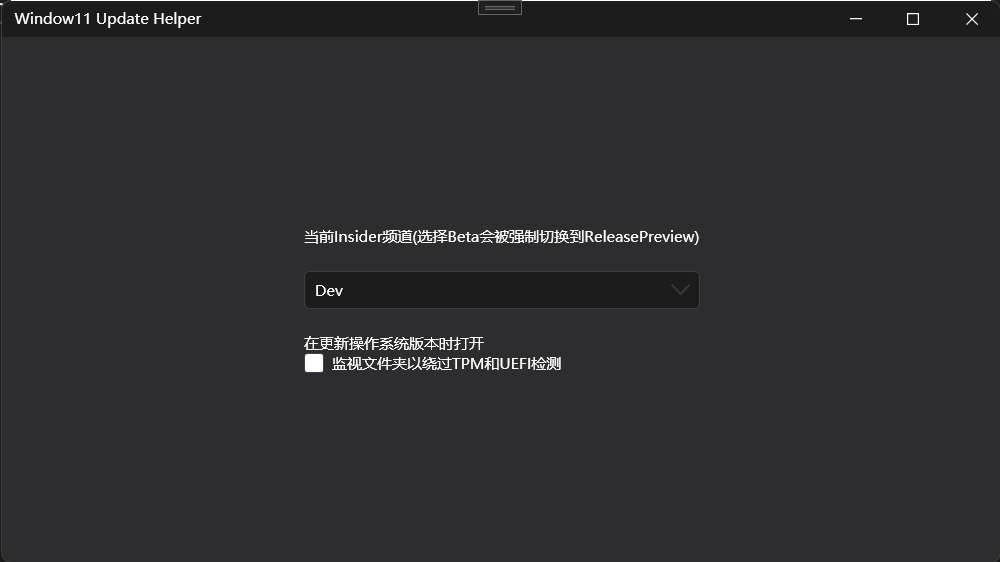 Window11 Update Helper
当前Insider频道(选择Beta会被强制切换到ReleasePreview)
Dev
在更新操作系统版本时打开
监视文件夹以绕过TPM和UEFI检测